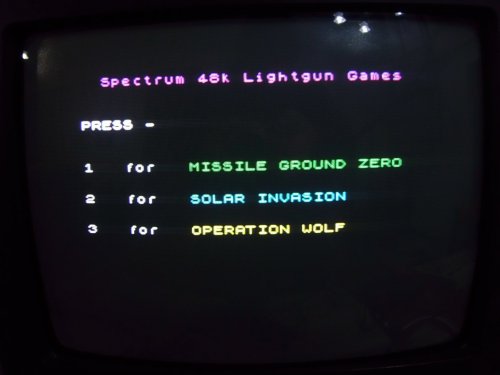 Spectrum 48k Lightgun Games
PRESS -
1 for MISSILE GROUND ZERO
2 for SOLAR INVASION
3 for OPERATION WOLF